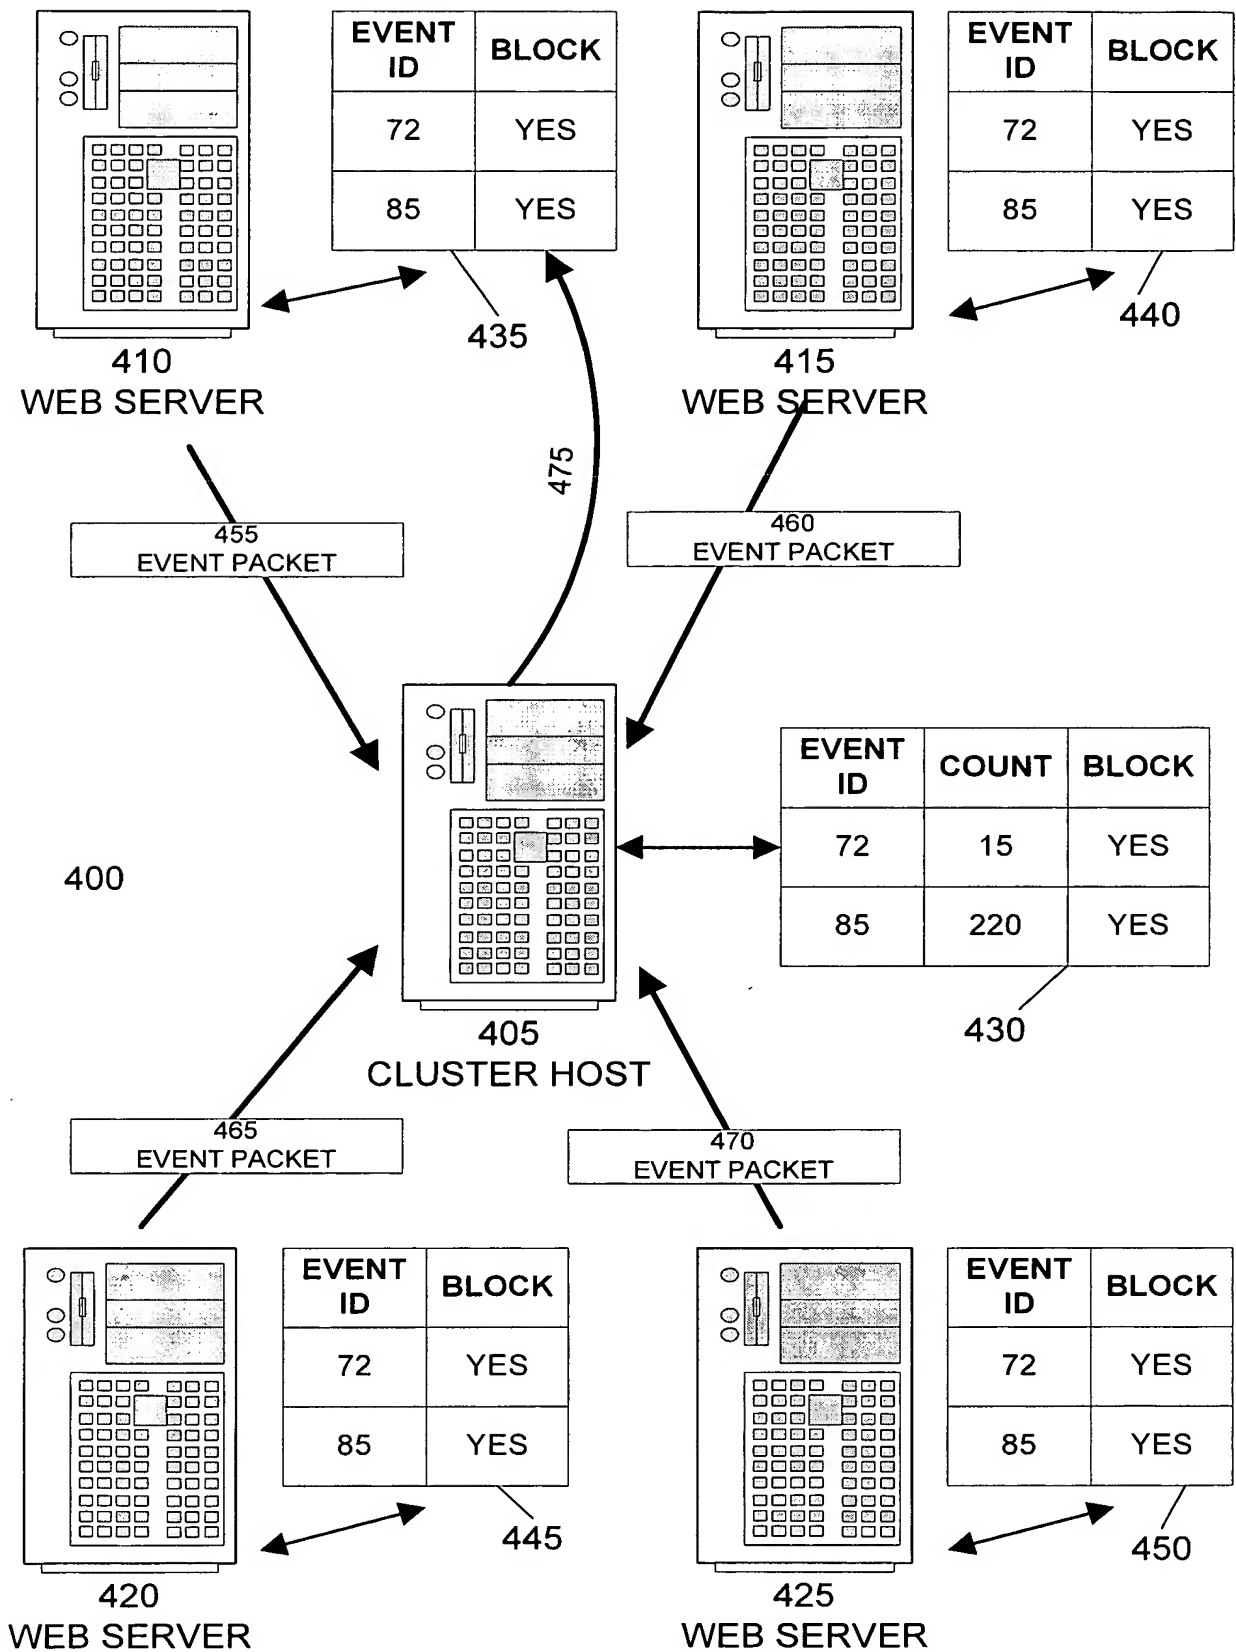 EVENT ID BLOCK
72 YES
85 YES
435
410
WEB SERVER
EVENT ID BLOCK
72 YES
85 YES
440
415
WEB SERVER
475
455
EVENT PACKET
460
EVENT PACKET
400
405
CLUSTER HOST
EVENT ID COUNT BLOCK
72 15 YES
85 220 YES
430
465
EVENT PACKET
470
EVENT PACKET
EVENT ID BLOCK
72 YES
85 YES
445
420
WEB SERVER
EVENT ID BLOCK
72 YES
85 YES
450
425
WEB SERVER